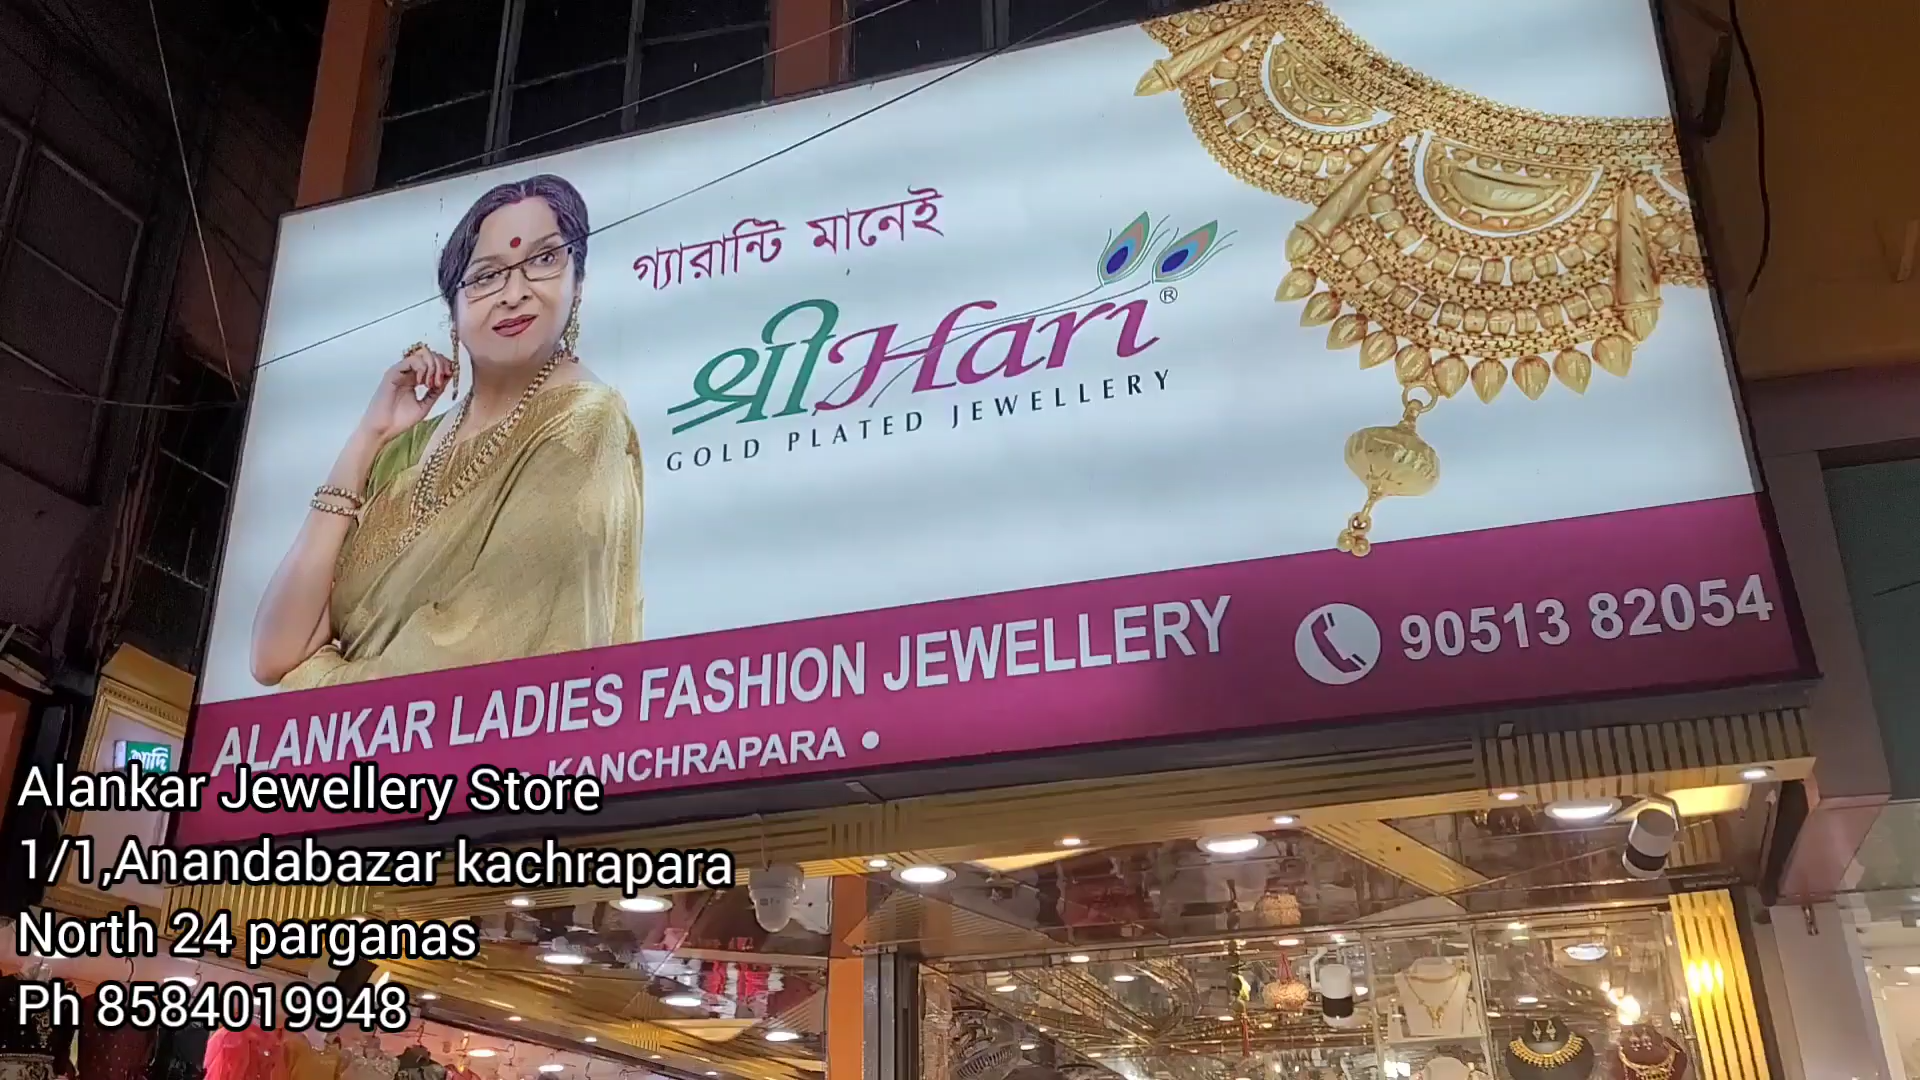 গ্যারান্টি মানেই
শ্রীHari®
GOLD PLATED JEWELLERY
ALANKAR LADIES FASHION JEWELLERY
90513 82054
KANCHRAPARA •
আদি
Alankar Jewellery Store
1/1,Anandabazar kachrapara
North 24 parganas
Ph 8584019948